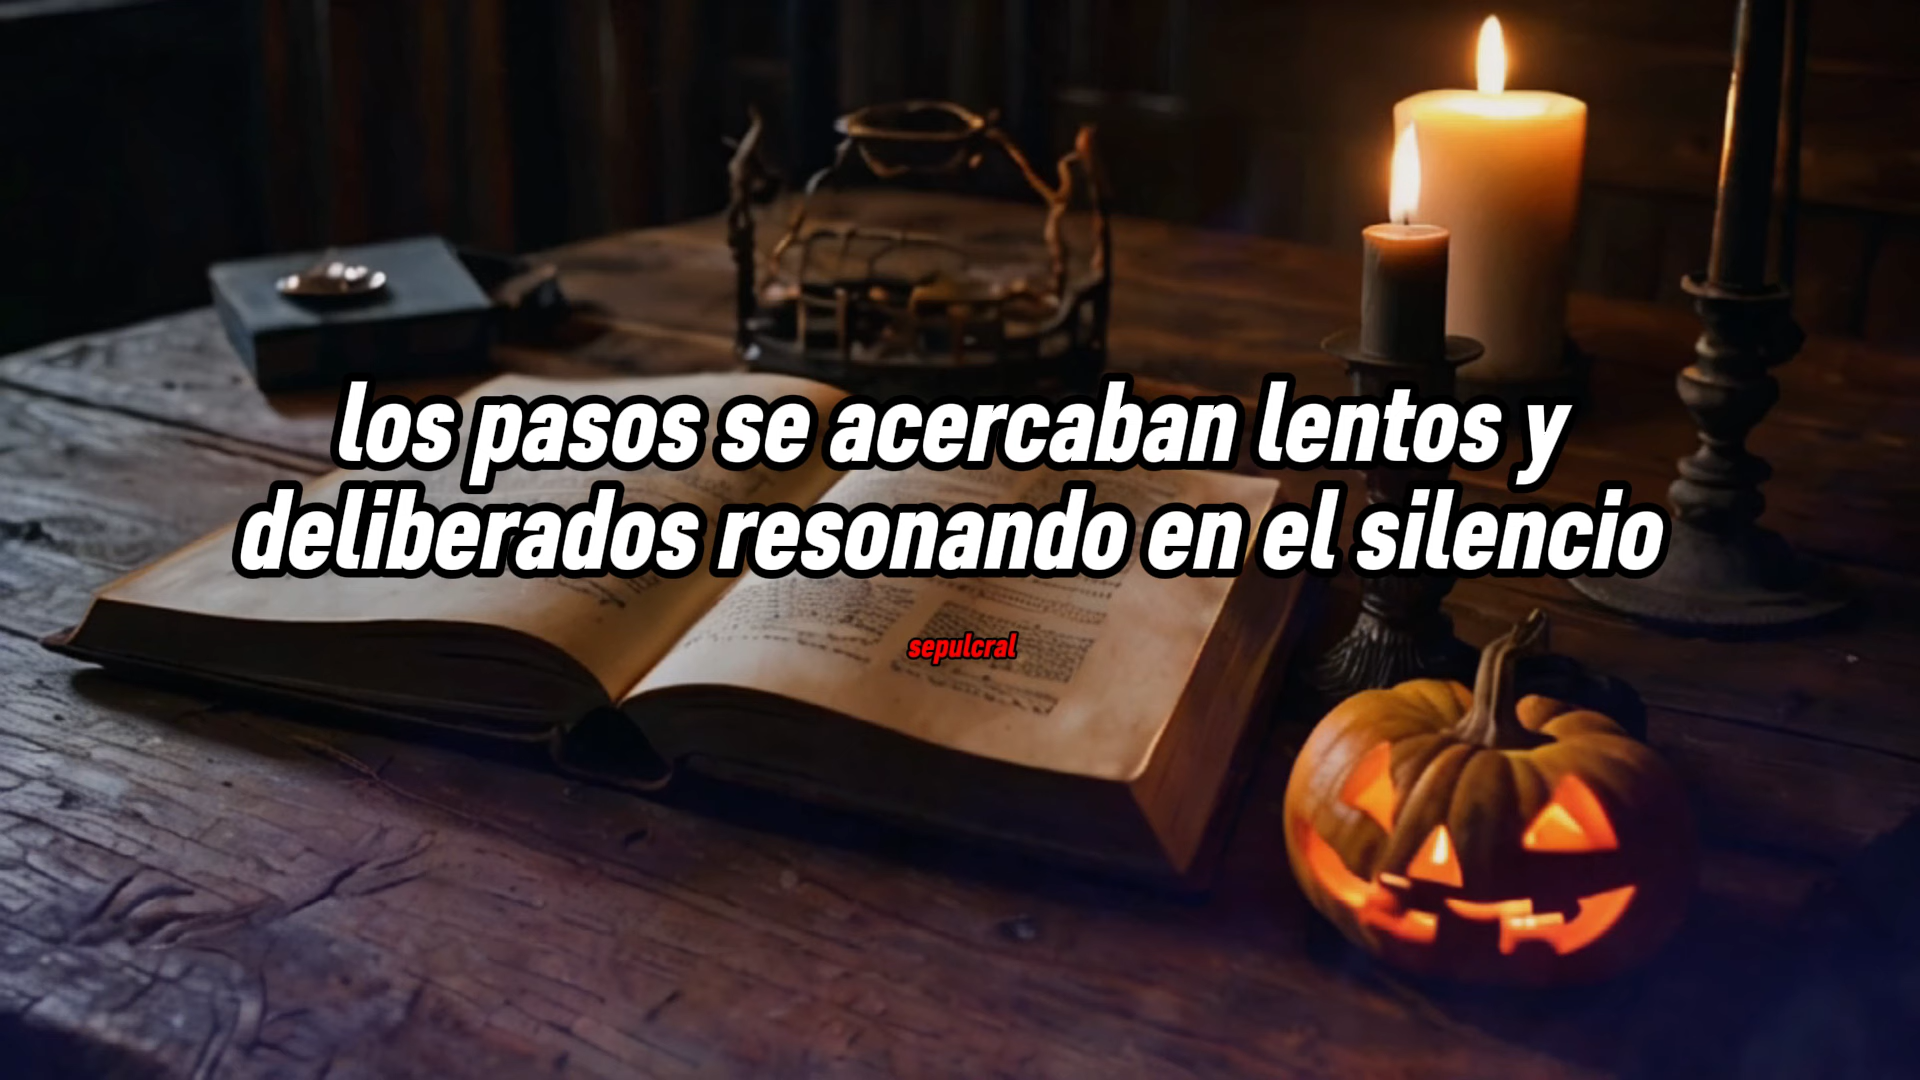 los pasos se acercaban lentos y
deliberados resonando en el silencio
sepulcral